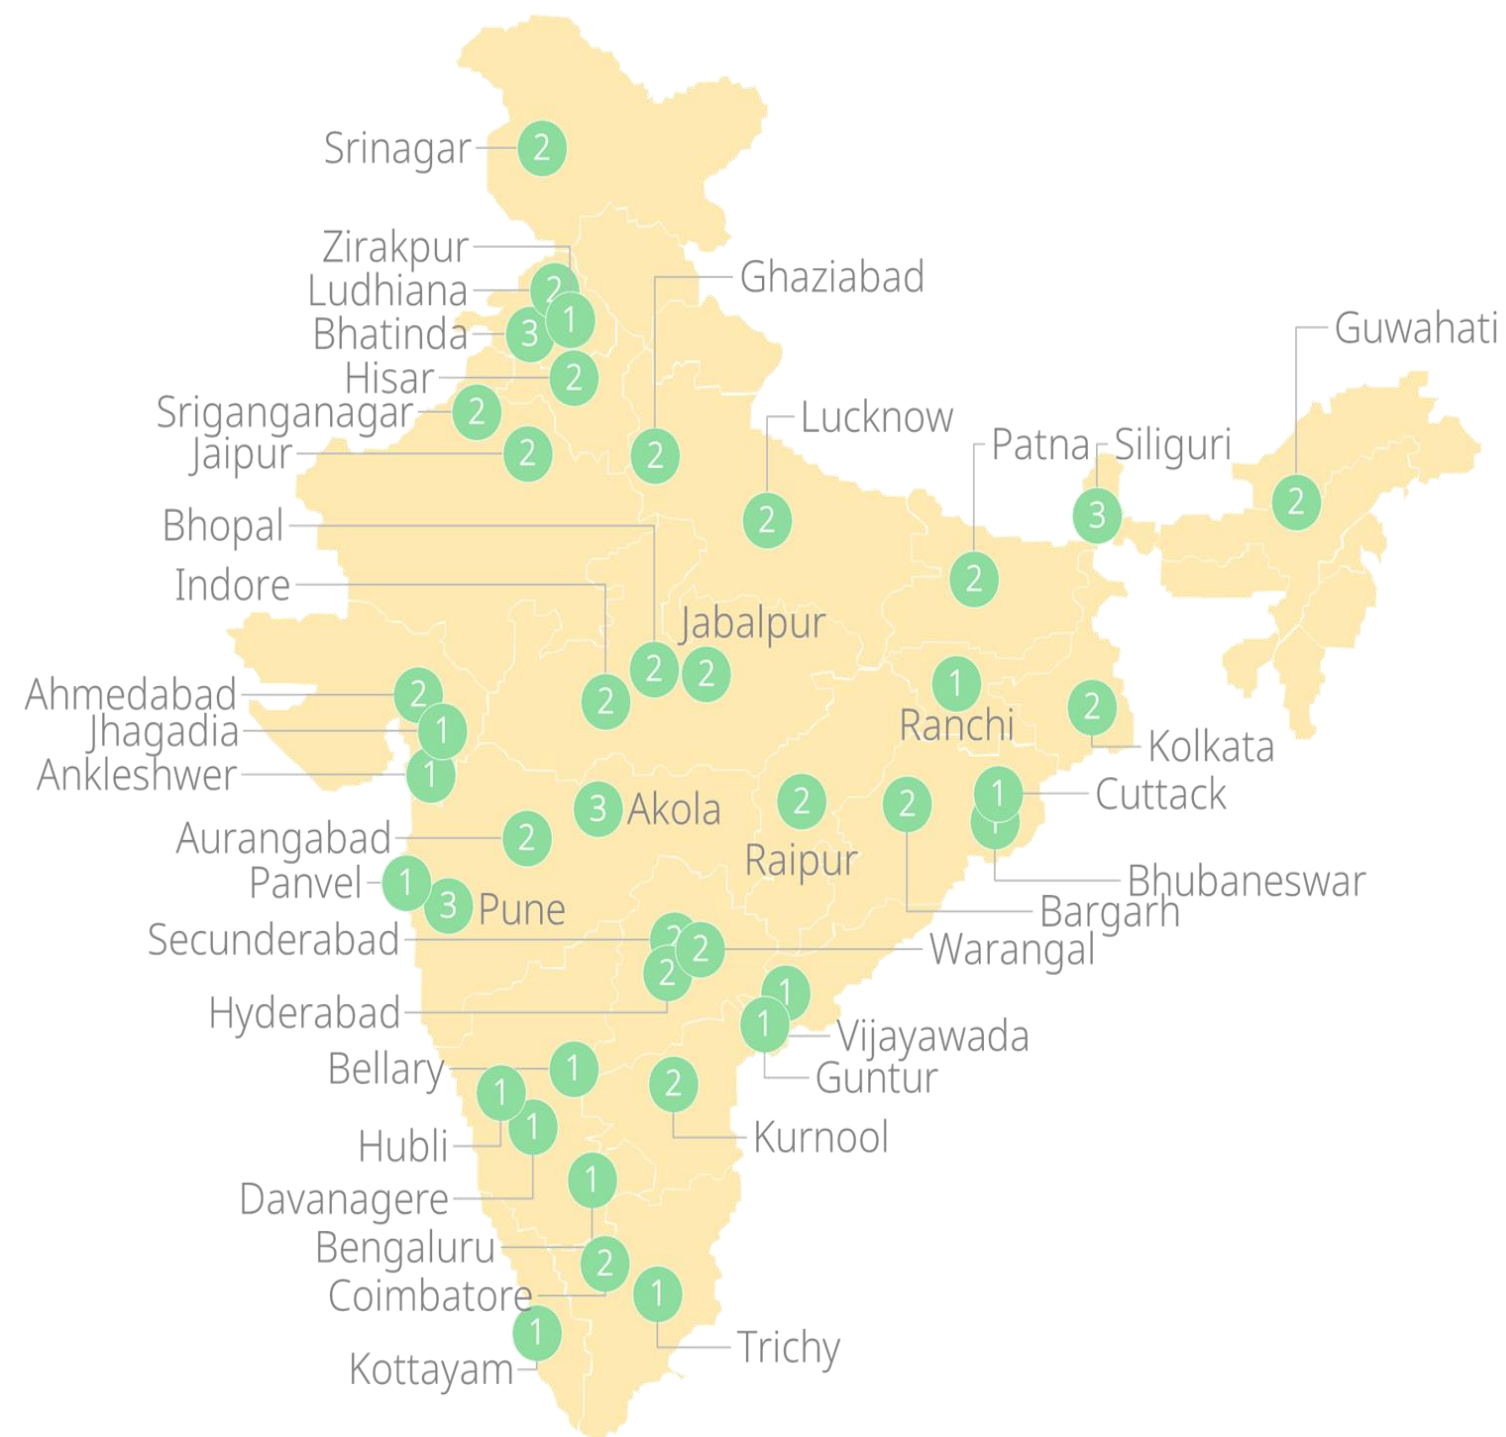 Srinagar 2
Zirakpur 1
Ludhiana 2
Bhatinda 3
Hisar 2
Sriganganagar 2
Jaipur 2
Ghaziabad 2
Lucknow 2
Patna 2
Siliguri 3
Guwahati 2
Bhopal 2
Indore 2
Jabalpur 2
Ahmedabad 2
Jhagadia 1
Ankleshwer 1
Ranchi 1
Kolkata 2
Cuttack 1
Akola 3
Raipur 2
Aurangabad 2
Panvel 1
Pune 3
Bhubaneswar 1
Bargarh 2
Secunderabad 2
Warangal 2
Hyderabad 2
Vijayawada 1
Guntur 1
Bellary 1
Kurnool 2
Hubli 1
Davanagere 1
Bengaluru 1
Coimbatore 2
Trichy 1
Kottayam 1